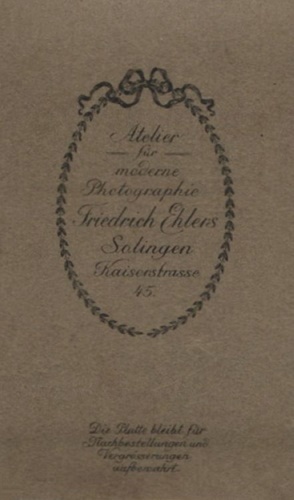 Atelier
für
moderne
Photographie
Friedrich Ehlers
Solingen
Kaiserstrasse
45.
Die Platte bleibt für
Nachbestellungen und
Vergrösserungen
aufbewahrt.